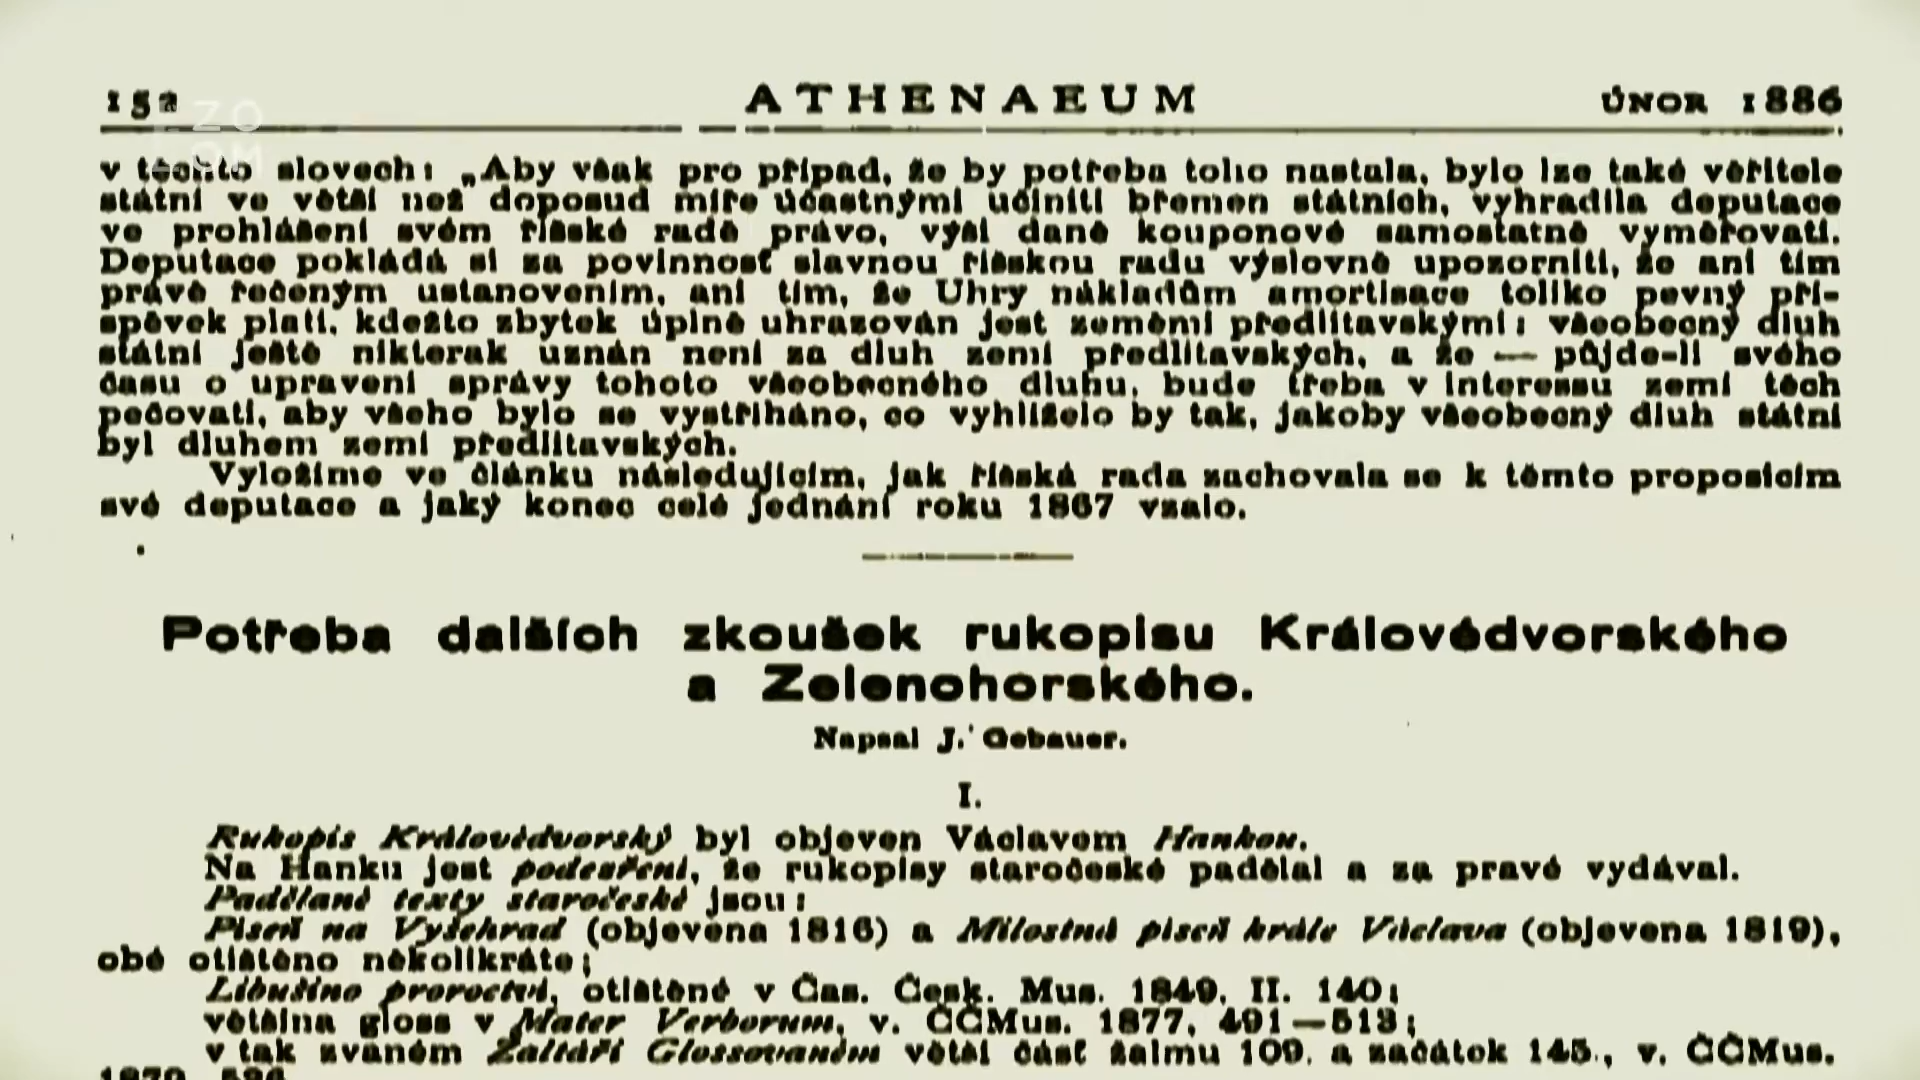 152 ATHENAEUM ÚNOR 1886
v těchto slovech: „Aby však pro případ, že by potřeba toho nastala, bylo lze také věřitele
státní ve větší než doposud míře účastnými učiniti břemen státních, vyhradila deputace
ve prohlášení svém říšské radě právo, výši daně kouponové samostatně vyměřovati.
Deputace pokládá si za povinnosť slavnou říšskou radu výslovně upozorniti, že ani tím
právě řečeným ustanovením, ani tím, že Uhry nákladům amortisace toliko pevný pří-
spěvek platí, kdežto zbytek úplně uhrazován jest zeměmi předlitavskými: všeobecný dluh
státní ještě nikterak uznán není za dluh zemí předlitavských, a že — půjde-li svého
času o upravení správy tohoto všeobecného dluhu, bude třeba v interessu zemí těch
pečovati, aby všeho bylo se vystříháno, co vyhlíželo by tak, jakoby všeobecný dluh státní
byl dluhem zemí předlitavských.
Vyložíme ve článku následujícím, jak říšská rada zachovala se k těmto proposicím
své deputace a jaký konec celé jednání roku 1867 vzalo.
Potřeba dalších zkoušek rukopisu Královédvorského
a Zelenohorského.
Napsal J. Gebauer.
I.
Rukopis Královédvorský byl objeven Václavem Hankou.
Na Hanku jest podezření, že rukopisy staročeské padělal a za pravé vydával.
Padělané texty staročeské jsou:
Píseň na Vyšehrad (objevena 1816) a Milostná píseň krále Václava (objevena 1819),
obé otištěno několikráte;
Libušino proroctví, otištěné v Čas. Česk. Mus. 1849, II. 140;
většina gloss v Mater Verborum, v. ČČMus. 1877, 491—513;
v tak zvaném Žaltáři Glossovaném větší část žalmu 109. a začátok 145., v. ČČMus.